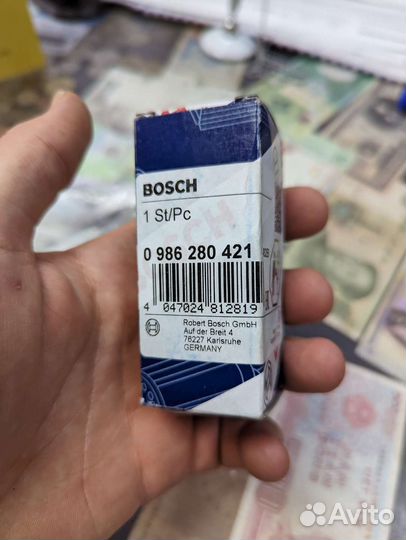 BOSCH
1 St/Pc
0 986 280 421
4 047024 812819
Robert Bosch GmbH
Auf der Breit 4
76227 Karlsruhe
GERMANY
Avito